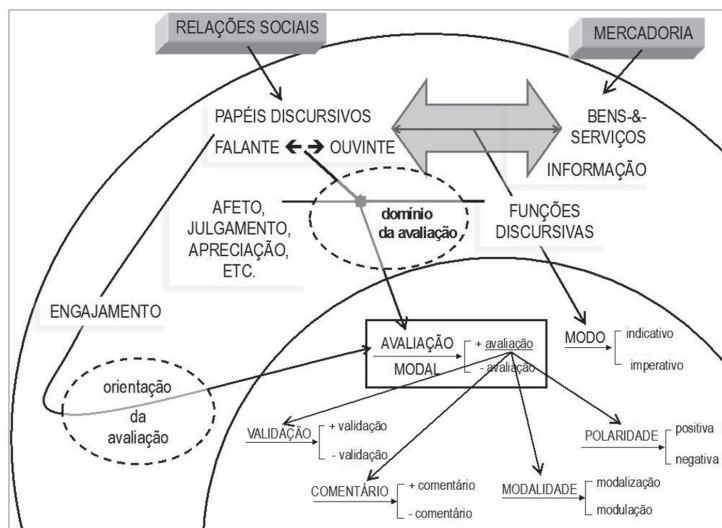 RELAÇÕES SOCIAIS
MERCADORIA
PAPÉIS DISCURSIVOS
FALANTE
OUVINTE
BENS-&-
SERVIÇOS
INFORMAÇÃO
AFETO,
JULGAMENTO,
APRECIAÇÃO,
ETC.
domínio
da avaliação
FUNÇÕES
DISCURSIVAS
ENGAJAMENTO
orientação
da
avaliação
AVALIAÇÃO
MODAL
+ avaliação
- avaliação
MODO
indicativo
imperativo
VALIDAÇÃO
+ validação
- validação
POLARIDADE
positiva
negativa
COMENTÁRIO
+ comentário
- comentário
MODALIDADE
modalização
modulação